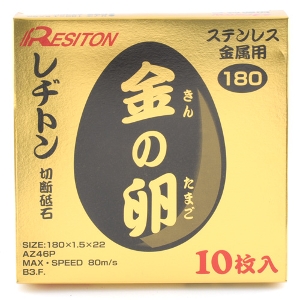 RESITON
ステンレス
金属用
180
レヂトン
切断砥石
金の卵
きん
たまご
SIZE:180×1.5×22
AZ46P
MAX・SPEED 80m/s
B3.F.
10枚入